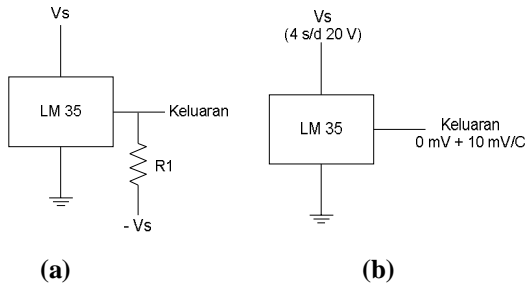 Vs
LM 35
Keluaran
R1
- Vs
(a)
Vs
(4 s/d 20 V)
LM 35
Keluaran
0 mV + 10 mV/C
(b)